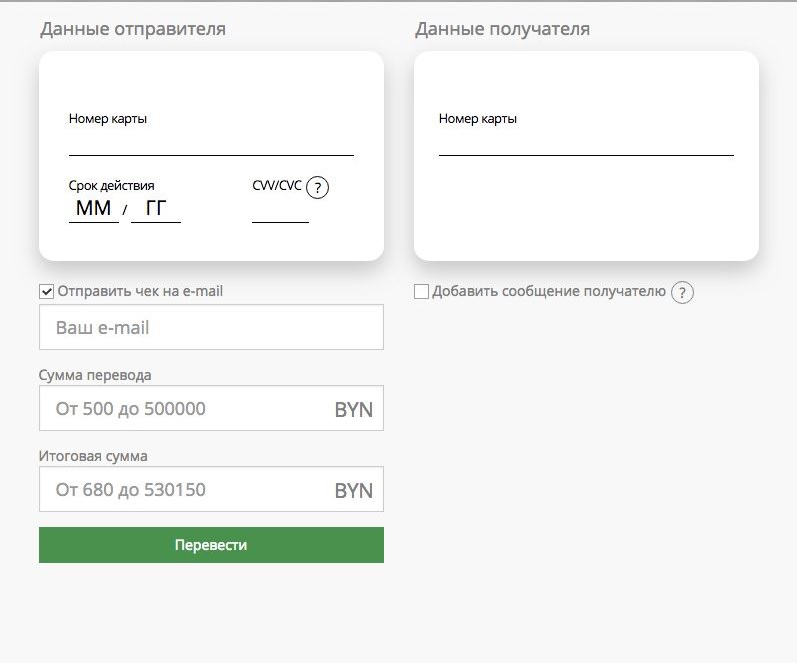 Данные отправителя
Номер карты
Срок действия
CVV/CVC ?
ММ / ГГ
Отправить чек на e-mail
Ваш e-mail
Сумма перевода
От 500 до 500000 BYN
Итоговая сумма
От 680 до 530150 BYN
Перевести
Данные получателя
Номер карты
Добавить сообщение получателю ?